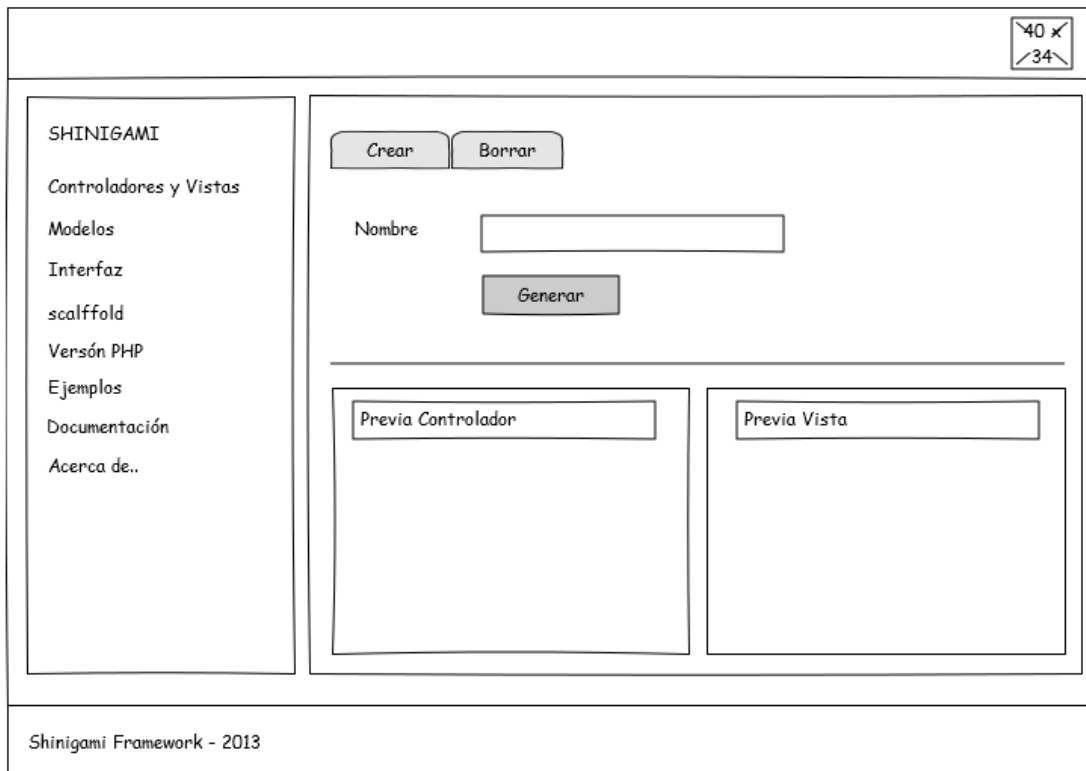 40 x
34
SHINIGAMI
Controladores y Vistas
Modelos
Interfaz
scalffold
Versón PHP
Ejemplos
Documentación
Acerca de..
Crear Borrar
Nombre
Generar
Previa Controlador
Previa Vista
Shinigami Framework - 2013